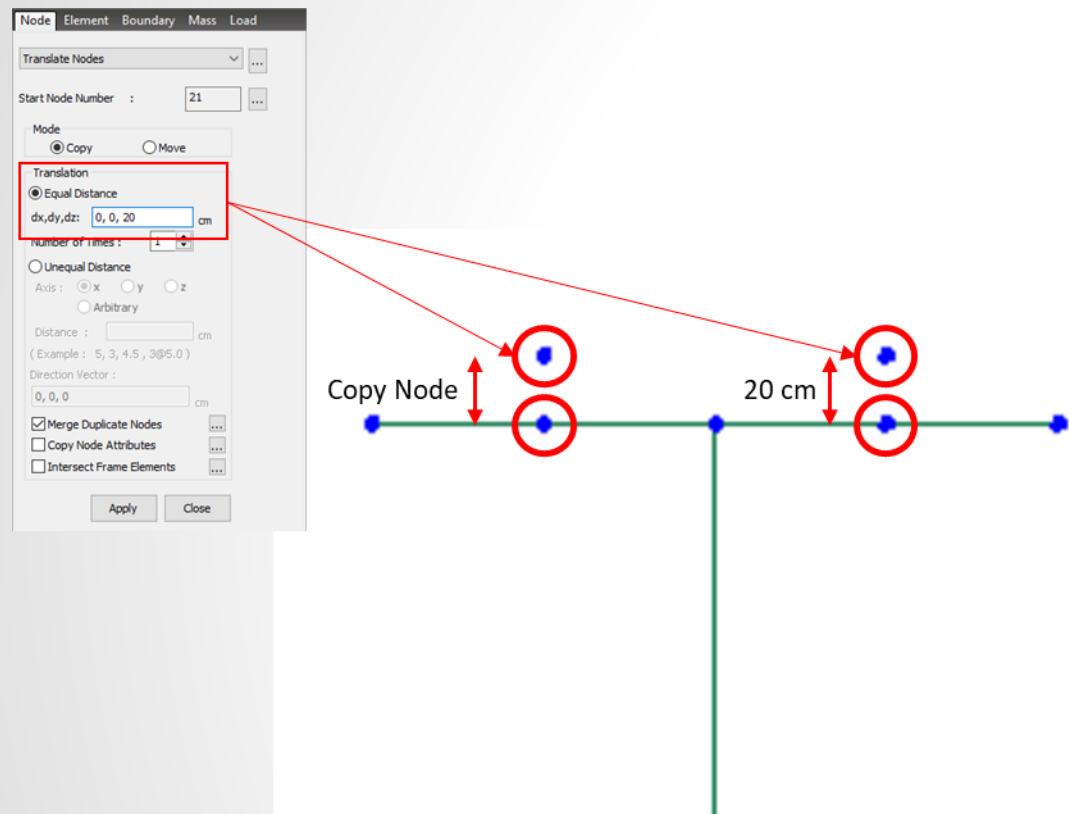 Node Element Boundary Mass Load
Translate Nodes
...
Start Node Number : 21 ...
Mode
Copy Move
Translation
Equal Distance
dx,dy,dz: 0, 0, 20 cm
Number of Times : 1
Unequal Distance
Axis : x y z
Arbitrary
Distance : cm
( Example : 5, 3, 4.5 , 3@5.0 )
Direction Vector :
0, 0, 0 cm
Merge Duplicate Nodes ...
Copy Node Attributes ...
Intersect Frame Elements ...
Apply Close
Copy Node
20 cm